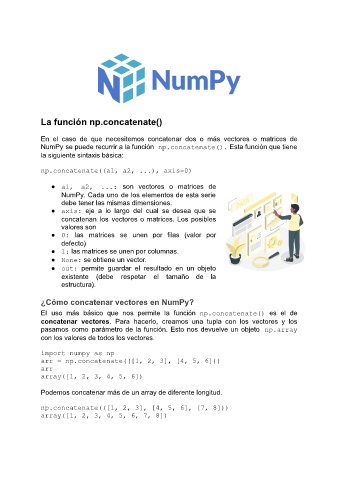 NumPy
La función np.concatenate()
En el caso de que necesitemos concatenar dos o más vectores o matrices de
NumPy se puede recurrir a la función np.concatenate(). Esta función que tiene
la siguiente sintaxis básica:
np.concatenate((a1, a2, ...), axis=0)
● a1, a2, ...: son vectores o matrices de
NumPy. Cada uno de los elementos de esta serie
debe tener las mismas dimensiones.
● axis: eje a lo largo del cual se desea que se
concatenan los vectores o matrices. Los posibles
valores son
● 0: las matrices se unen por filas (valor por
defecto)
● 1: las matrices se unen por columnas.
● None: se obtiene un vector.
● out: permite guardar el resultado en un objeto
existente (debe respetar el tamaño de la
estructura).
¿Cómo concatenar vectores en NumPy?
El uso más básico que nos permite la función np.concatenate() es el de
concatenar vectores. Para hacerlo, creamos una tupla con los vectores y los
pasamos como parámetro de la función. Esto nos devuelve un objeto np.array
con los valores de todos los vectores.
import numpy as np
arr = np.concatenate(([1, 2, 3], [4, 5, 6]))
arr
array([1, 2, 3, 4, 5, 6])
Podemos concatenar más de un array de diferente longitud.
np.concatenate(([1, 2, 3], [4, 5, 6], [7, 8]))
array([1, 2, 3, 4, 5, 6, 7, 8])